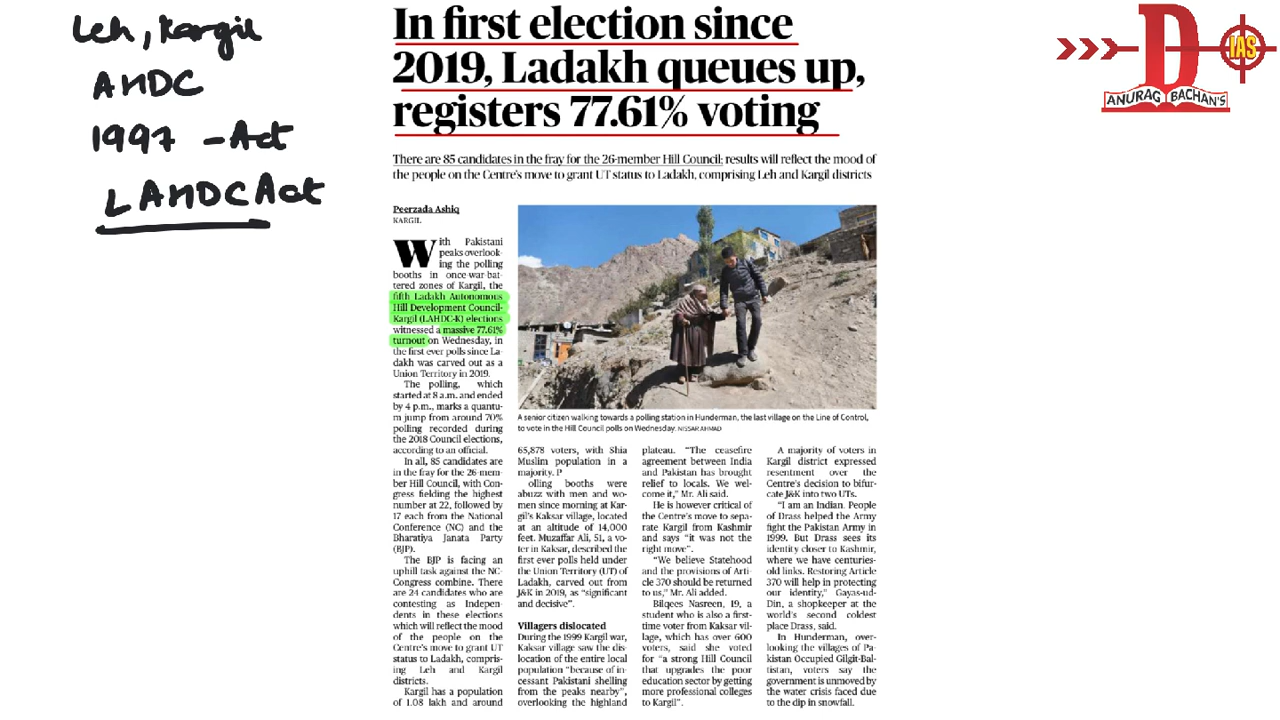 Leh, Kargil
AHDC
1997 - Act
LAHDC Act
In first election since
2019, Ladakh queues up,
registers 77.61% voting
There are 85 candidates in the fray for the 26-member Hill Council; results will reflect the mood of
the people on the Centre's move to grant UT status to Ladakh, comprising Leh and Kargil districts
Peerzada Ashiq
KARGIL
With Pakistani
peaks overlook-
ing the polling
booths in once-war-bat-
tered zones of Kargil, the
fifth Ladakh Autonomous
Hill Development Council-
Kargil (LAHDC-K) elections
witnessed a massive 77.61%
turnout on Wednesday, in
the first ever polls since La-
dakh was carved out as a
Union Territory in 2019.
The polling, which
started at 8 a.m. and ended
by 4 p.m., marks a quantu-
m jump from around 70%
polling recorded during
the 2018 Council elections,
according to an official.
In all, 85 candidates are
in the fray for the 26-mem-
ber Hill Council, with Con-
gress fielding the highest
number at 22, followed by
17 each from the National
Conference (NC) and the
Bharatiya Janata Party
(BJP).
The BJP is facing an
uphill task against the NC-
Congress combine. There
are 24 candidates who are
contesting as Indepen-
dents in these elections
which will reflect the mood
of the people on the
Centre's move to grant UT
status to Ladakh, compris-
ing Leh and Kargil
districts.
Kargil has a population
of 1.08 lakh and around
A senior citizen walking towards a polling station in Hunderman, the last village on the Line of Control,
to vote in the Hill Council polls on Wednesday. NISSAR AHMAD
65,878 voters, with Shia
Muslim population in a
majority. P
olling booths were
abuzz with men and wo-
men since morning at Kar-
gil's Kaksar village, located
at an altitude of 14,000
feet. Muzaffar Ali, 51, a vo-
ter in Kaksar, described the
first ever polls held under
the Union Territory (UT) of
Ladakh, carved out from
J&K in 2019, as "significant
and decisive".
Villagers dislocated
During the 1999 Kargil war,
Kaksar village saw the dis-
location of the entire local
population "because of in-
cessant Pakistani shelling
from the peaks nearby",
overlooking the highland
plateau. "The ceasefire
agreement between India
and Pakistan has brought
relief to locals. We wel-
come it," Mr. Ali said.
He is however critical of
the Centre's move to sepa-
rate Kargil from Kashmir
and says "it was not the
right move".
"We believe Statehood
and the provisions of Arti-
cle 370 should be returned
to us," Mr. Ali added.
Bilqees Nasreen, 19, a
student who is also a first-
time voter from Kaksar vil-
lage, which has over 600
voters, said she voted
for "a strong Hill Council
that upgrades the poor
education sector by getting
more professional colleges
to Kargil".
A majority of voters in
Kargil district expressed
resentment over the
Centre's decision to bifur-
cate J&K into two UTs.
"I am an Indian. People
of Drass helped the Army
fight the Pakistan Army in
1999. But Drass sees its
identity closer to Kashmir,
where we have centuries-
old links. Restoring Article
370 will help in protecting
our identity," Gayas-ud-
Din, a shopkeeper at the
world's second coldest
place Drass, said.
In Hunderman, over-
looking the villages of Pa-
kistan Occupied Gilgit-Bal-
tistan, voters say the
government is unmoved by
the water crisis faced due
to the dip in snowfall.
D
IAS
ANURAG BACHAN'S